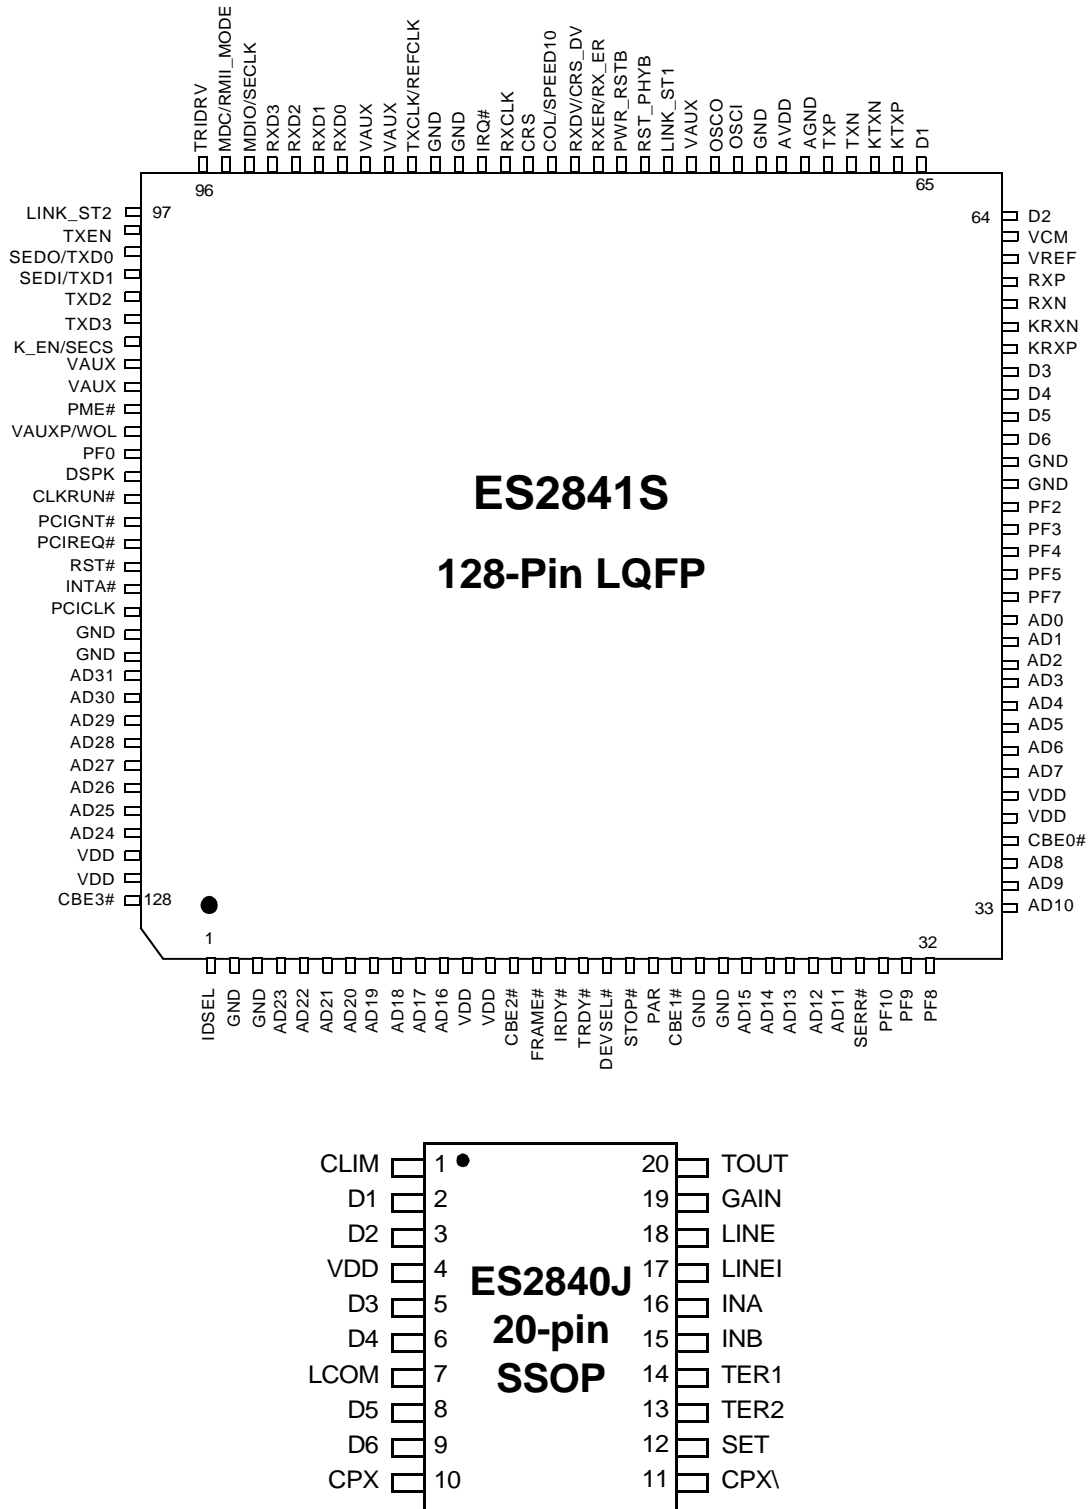 TRIDRV
MDC/RMII_MODE
MDIO/SECLK
RXD3
RXD2
RXD1
RXD0
VAUX
VAUX
TXCLK/REFCLK
GND
GND
IRQ#
RXCLK
CRS
COL/SPEED10
RXDV/CRS_DV
RXER/RX_ER
PWR_RSTB
RST_PHYB
LINK_ST1
VAUX
OSCO
OSCI
GND
AVDD
AGND
TXP
TXN
KTXN
KTXP
D1
96
65
LINK_ST2
97
TXEN
SEDO/TXD0
SEDI/TXD1
TXD2
TXD3
K_EN/SECS
VAUX
VAUX
PME#
VAUXP/WOL
PF0
DSPK
CLKRUN#
PCIGNT#
PCIREQ#
RST#
INTA#
PCICLK
GND
GND
AD31
AD30
AD29
AD28
AD27
AD26
AD25
AD24
VDD
VDD
CBE3#
128
ES2841S
128-Pin LQFP
64
D2
VCM
VREF
RXP
RXN
KRXN
KRXP
D3
D4
D5
D6
GND
GND
PF2
PF3
PF4
PF5
PF7
AD0
AD1
AD2
AD3
AD4
AD5
AD6
AD7
VDD
VDD
CBE0#
AD8
AD9
33
AD10
1
32
IDSEL
GND
GND
AD23
AD22
AD21
AD20
AD19
AD18
AD17
AD16
VDD
VDD
CBE2#
FRAME#
IRDY#
TRDY#
DEVSEL#
STOP#
PAR
CBE1#
GND
GND
AD15
AD14
AD13
AD12
AD11
SERR#
PF10
PF9
PF8
CLIM 1 20 TOUT
D1 2 19 GAIN
D2 3 18 LINE
VDD 4 17 LINEI
ES2840J
D3 5 16 INA
20-pin
D4 6 15 INB
SSOP
LCOM 7 14 TER1
D5 8 13 TER2
D6 9 12 SET
CPX 10 11 CPX\